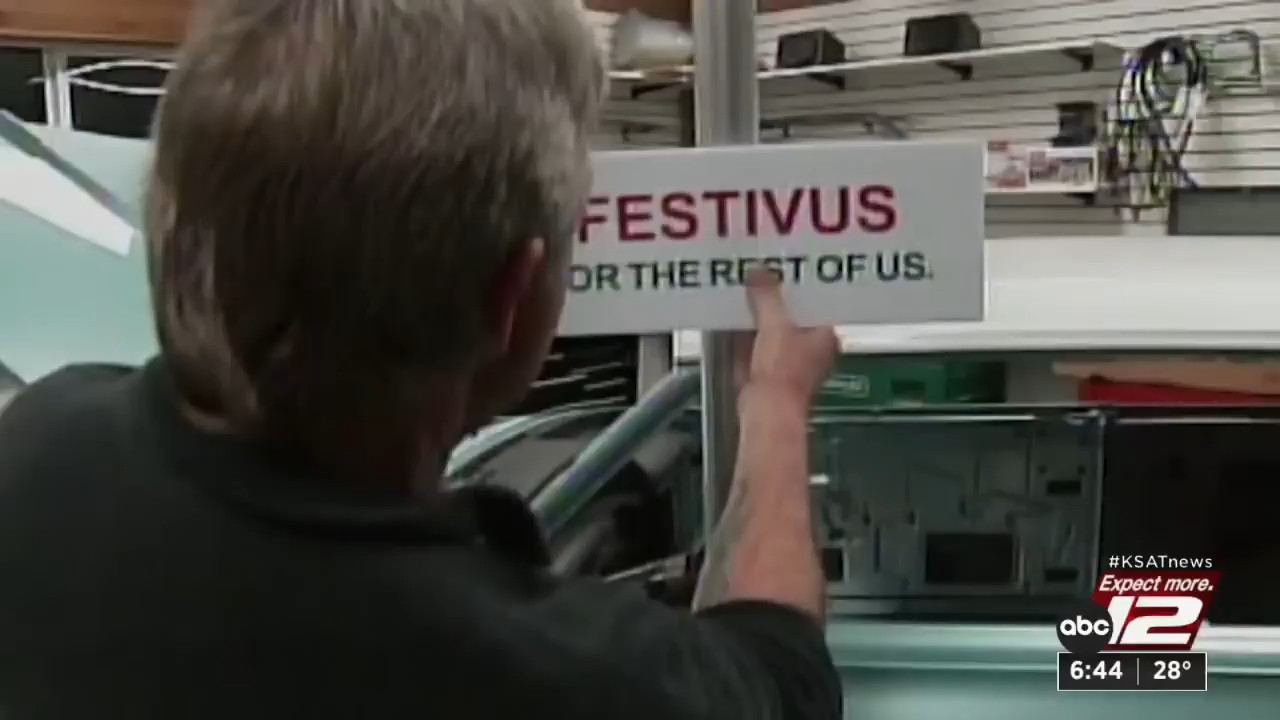 FESTIVUS
OR THE REST OF US.
#KSATnews
Expect more.
abc 12
6:44 28°